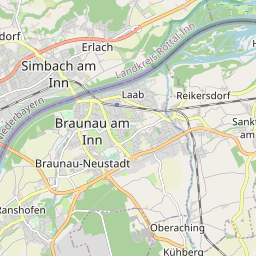 dorf
Erlach
Simbach am
Inn
Landkreis Rottal-Inn
Niederbayern
Laab
Reikersdorf
Braunau am
Inn
Sankt
am
Braunau-Neustadt
Ranshofen
Oberaching
Kühberg